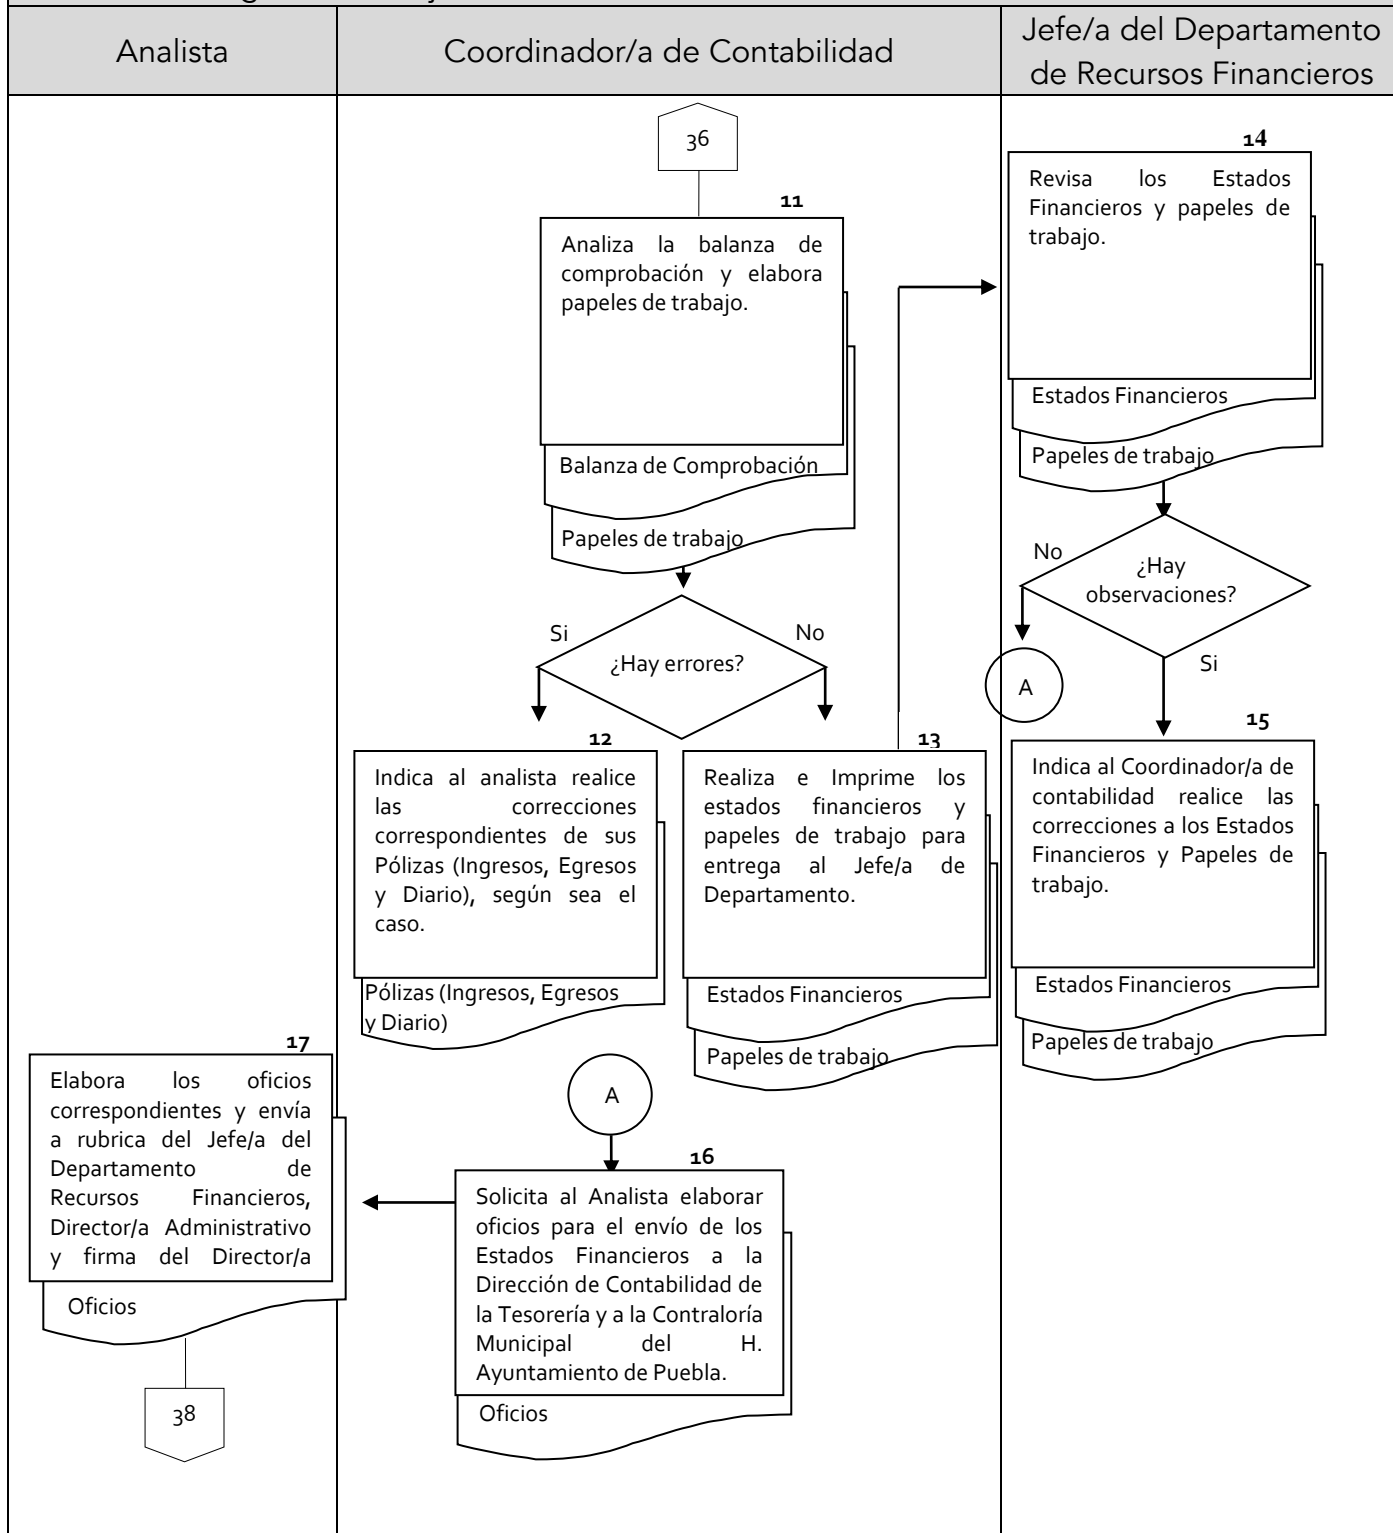 Analista
Coordinador/a de Contabilidad
Jefe/a del Departamento
de Recursos Financieros
36
11
Analiza la balanza de
comprobación y elabora
papeles de trabajo.
Balanza de Comprobación
Papeles de trabajo
¿Hay errores?
Si
No
12
Indica al analista realice
las correcciones
correspondientes de sus
Pólizas (Ingresos, Egresos
y Diario), según sea el
caso.
Pólizas (Ingresos, Egresos
y Diario)
13
Realiza e Imprime los
estados financieros y
papeles de trabajo para
entrega al Jefe/a de
Departamento.
Estados Financieros
Papeles de trabajo
14
Revisa los Estados
Financieros y papeles de
trabajo.
Estados Financieros
Papeles de trabajo
No
¿Hay
observaciones?
Si
A
15
Indica al Coordinador/a de
contabilidad realice las
correcciones a los Estados
Financieros y Papeles de
trabajo.
Estados Financieros
Papeles de trabajo
A
16
Solicita al Analista elaborar
oficios para el envío de los
Estados Financieros a la
Dirección de Contabilidad de
la Tesorería y a la Contraloría
Municipal del H.
Ayuntamiento de Puebla.
Oficios
17
Elabora los oficios
correspondientes y envía
a rubrica del Jefe/a del
Departamento de
Recursos Financieros,
Director/a Administrativo
y firma del Director/a
Oficios
38